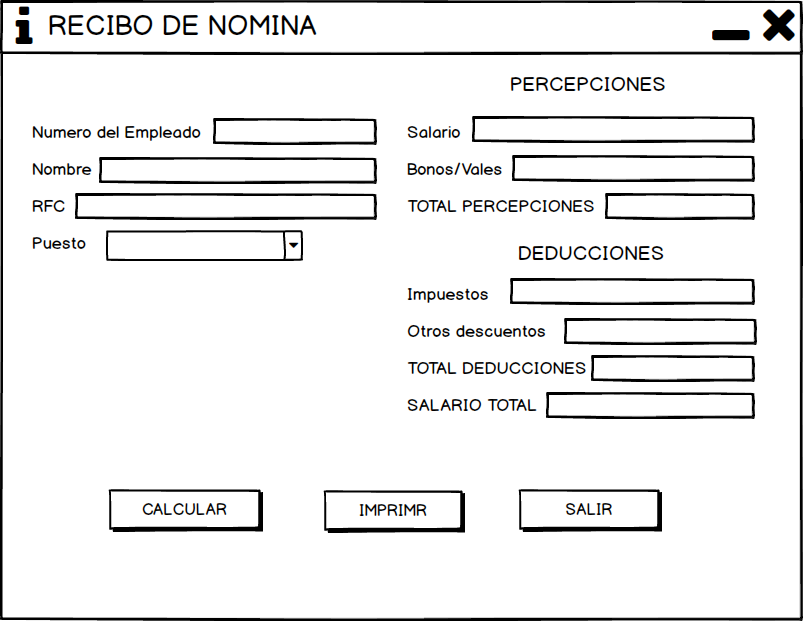 RECIBO DE NOMINA
PERCEPCIONES
Numero del Empleado
Nombre
RFC
Puesto
Salario
Bonos/Vales
TOTAL PERCEPCIONES
DEDUCCIONES
Impuestos
Otros descuentos
TOTAL DEDUCCIONES
SALARIO TOTAL
CALCULAR
IMPRIMR
SALIR